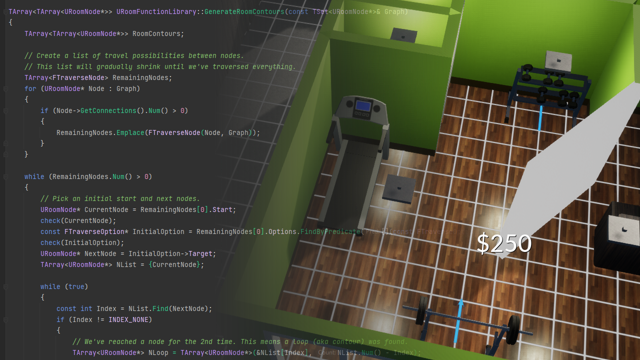 TArray<TArray<URoomNode*>> URoomFunctionLibrary::GenerateRoomContours(const TSet<URoomNode*>& Graph)
{
TArray<TArray<URoomNode*>> RoomContours;
// Create a list of travel possibilities between nodes.
// This list will gradually shrink until we've traversed everything.
TArray<FTraverseNode> RemainingNodes;
for (URoomNode* Node : Graph)
{
if (Node->GetConnections().Num() > 0)
{
RemainingNodes.Emplace(FTraverseNode(Node, Graph));
}
}
while (RemainingNodes.Num() > 0)
{
// Pick an initial start and next nodes.
URoomNode* CurrentNode = RemainingNodes[0].Start;
check(CurrentNode);
const FTraverseOption* InitialOption = RemainingNodes[0].Options.FindByPredicate(
check(InitialOption);
URoomNode* NextNode = InitialOption->Target;
TArray<URoomNode*> NList = {CurrentNode};
while (true)
{
const int Index = NList.Find(NextNode);
if (Index != INDEX_NONE)
{
// We've reached a node for the 2nd time. This means a loop (aka contour) was found.
TArray<URoomNode*> NLoop = TArray<URoomNode*>(&NList[Index], NList.Num() - Index);
$250